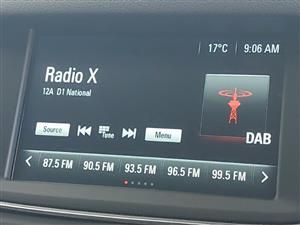 17°C 9:06 AM
Radio X
12A D1 National
Source Tune Menu
DAB
87.5 FM 90.5 FM 93.5 FM 96.5 FM 99.5 FM